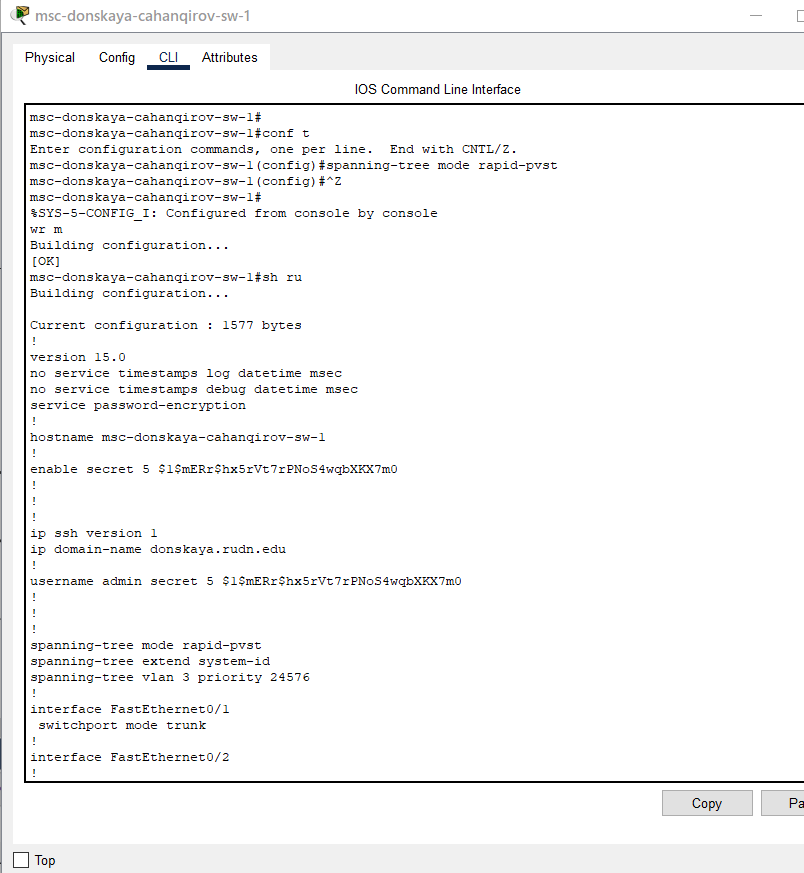 msc-donskaya-cahanqirov-sw-1
Physical Config CLI Attributes
IOS Command Line Interface
msc-donskaya-cahanqirov-sw-1#
msc-donskaya-cahanqirov-sw-1#conf t
Enter configuration commands, one per line.  End with CNTL/Z.
msc-donskaya-cahanqirov-sw-1(config)#spanning-tree mode rapid-pvst
msc-donskaya-cahanqirov-sw-1(config)#^Z
msc-donskaya-cahanqirov-sw-1#
%SYS-5-CONFIG_I: Configured from console by console
wr m
Building configuration...
[OK]
msc-donskaya-cahanqirov-sw-1#sh ru
Building configuration...
Current configuration : 1577 bytes
!
version 15.0
no service timestamps log datetime msec
no service timestamps debug datetime msec
service password-encryption
!
hostname msc-donskaya-cahanqirov-sw-1
!
enable secret 5 $1$mERr$hx5rVt7rPNoS4wqbXKX7m0
!
!
!
ip ssh version 1
ip domain-name donskaya.rudn.edu
!
username admin secret 5 $1$mERr$hx5rVt7rPNoS4wqbXKX7m0
!
!
!
spanning-tree mode rapid-pvst
spanning-tree extend system-id
spanning-tree vlan 3 priority 24576
!
interface FastEthernet0/1
 switchport mode trunk
!
interface FastEthernet0/2
!
Copy Pa
Top